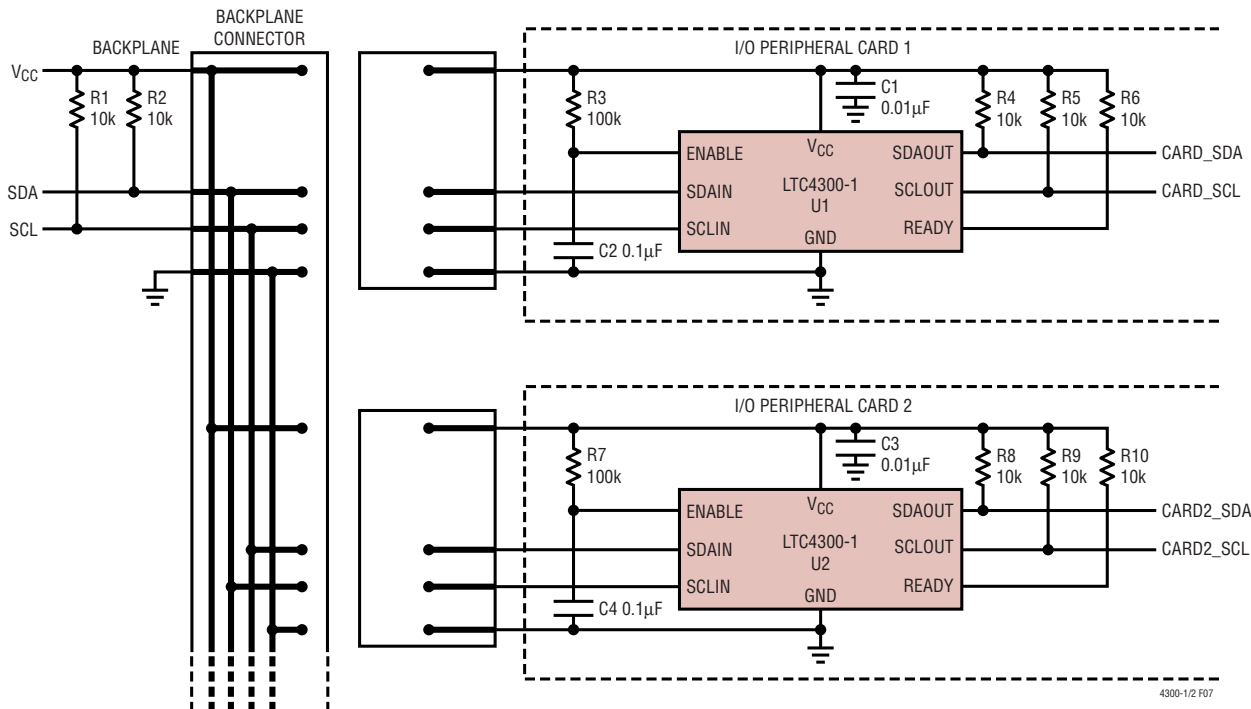 BACKPLANE
BACKPLANE
CONNECTOR
VCC
R1
10k
R2
10k
SDA
SCL
I/O PERIPHERAL CARD 1
R3
100k
C1
0.01µF
R4
10k
R5
10k
R6
10k
ENABLE
VCC
SDAOUT
CARD_SDA
SDAIN
LTC4300-1
U1
SCLOUT
CARD_SCL
SCLIN
GND
READY
C2 0.1µF
I/O PERIPHERAL CARD 2
R7
100k
C3
0.01µF
R8
10k
R9
10k
R10
10k
ENABLE
VCC
SDAOUT
CARD2_SDA
SDAIN
LTC4300-1
U2
SCLOUT
CARD2_SCL
SCLIN
GND
READY
C4 0.1µF
4300-1/2 F07